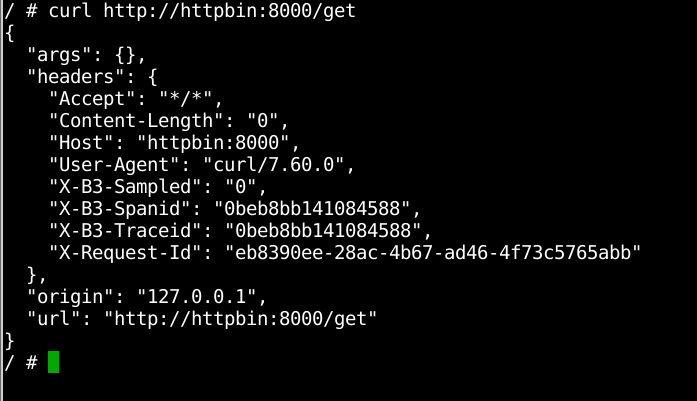 / # curl http://httpbin:8000/get
{
  "args": {},
  "headers": {
    "Accept": "*/*",
    "Content-Length": "0",
    "Host": "httpbin:8000",
    "User-Agent": "curl/7.60.0",
    "X-B3-Sampled": "0",
    "X-B3-Spanid": "0beb8bb141084588",
    "X-B3-Traceid": "0beb8bb141084588",
    "X-Request-Id": "eb8390ee-28ac-4b67-ad46-4f73c5765abb"
  },
  "origin": "127.0.0.1",
  "url": "http://httpbin:8000/get"
}
/ #